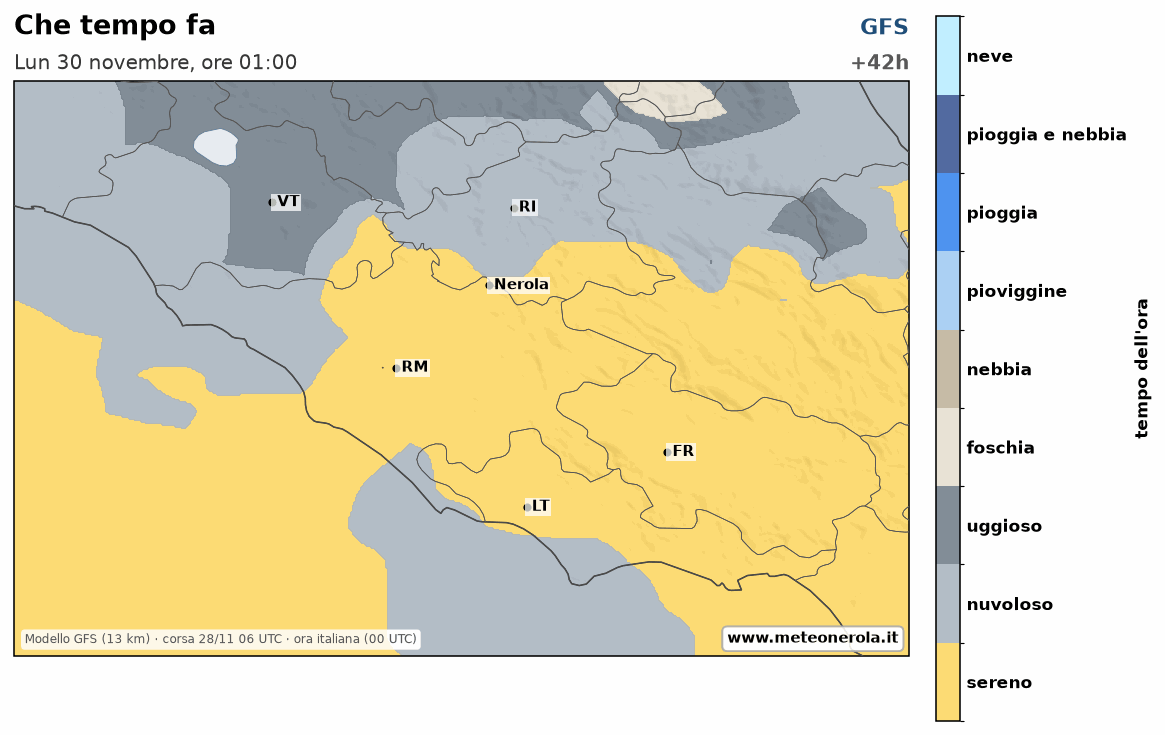 Che tempo fa
GFS
Lun 30 novembre, ore 01:00
+42h
neve
pioggia e nebbia
pioggia
pioviggine
nebbia
foschia
uggioso
nuvoloso
sereno
tempo dell'ora
VT
RI
Nerola
RM
FR
LT
Modello GFS (13 km) · corsa 28/11 06 UTC · ora italiana (00 UTC)
www.meteonerola.it